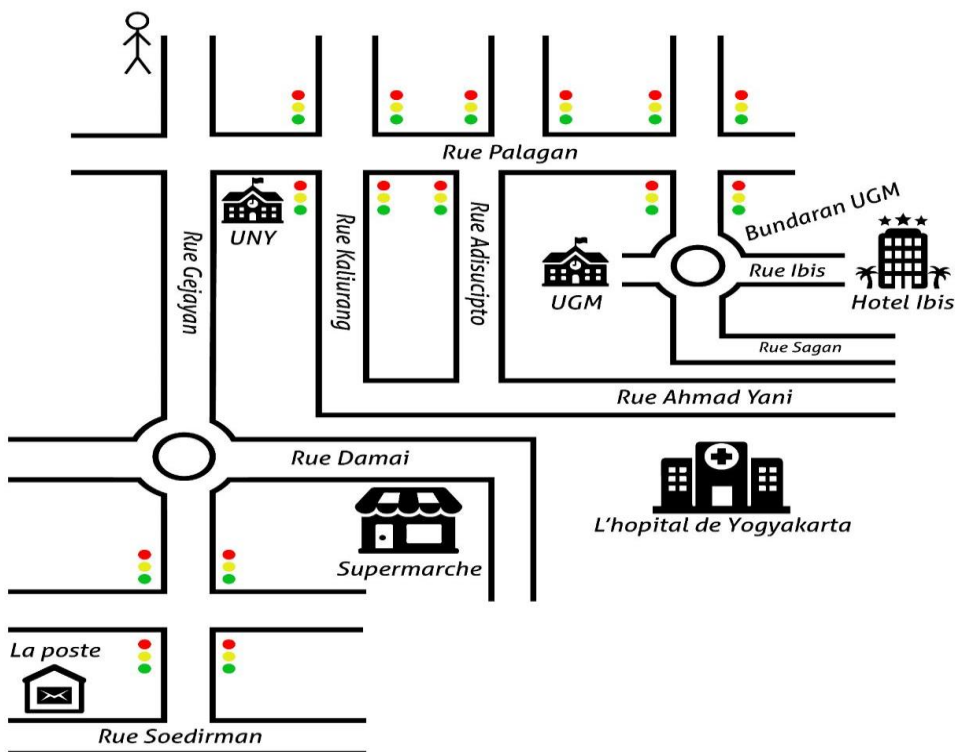 Rue Palagan
UNY
Rue Gejayan
Rue Kaliurang
Rue Adisucipto
Bundaran UGM
UGM
Rue Ibis
Hotel Ibis
Rue Sagan
Rue Ahmad Yani
Rue Damai
L'hopital de Yogyakarta
Supermarche
La poste
Rue Soedirman